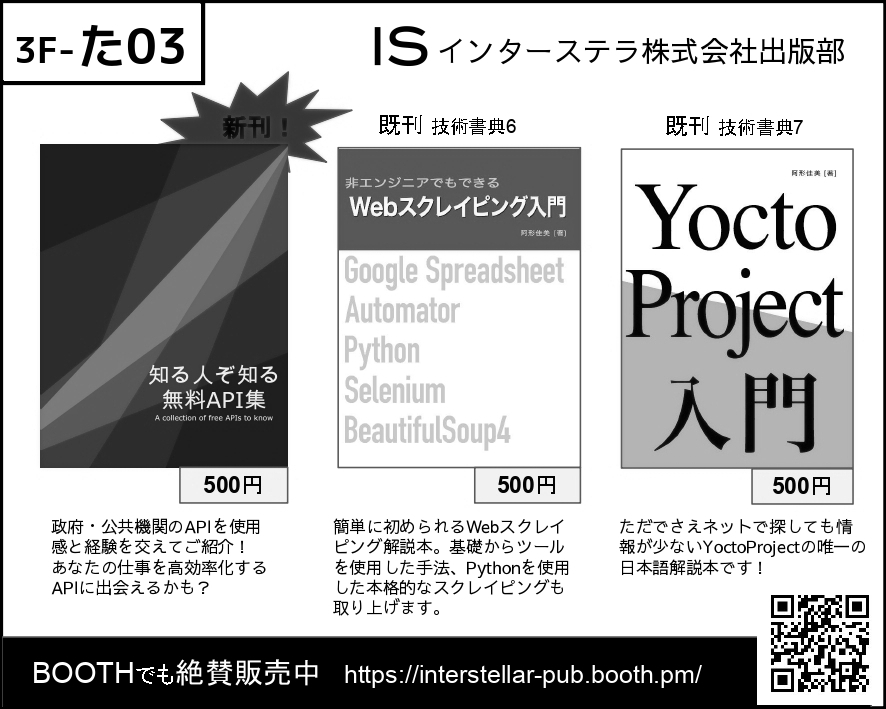 3F-た03
IS インターステラ株式会社出版部
新刊！
知る人ぞ知る
無料API集
A collection of free APIs to know
500円
政府・公共機関のAPIを使用
感と経験を交えてご紹介！
あなたの仕事を高効率化する
APIに出会えるかも？
既刊 技術書典6
非エンジニアでもできる
Webスクレイピング入門
阿形佳美 [著]
Google Spreadsheet
Automator
Python
Selenium
BeautifulSoup4
500円
簡単に初められるWebスクレイ
ピング解説本。基礎からツール
を使用した手法、Pythonを使用
した本格的なスクレイピングも
取り上げます。
既刊 技術書典7
阿形佳美 [著]
Yocto
Project
入門
500円
ただでさえネットで探しても情
報が少ないYoctoProjectの唯一の
日本語解説本です！
BOOTHでも絶賛販売中 https://interstellar-pub.booth.pm/